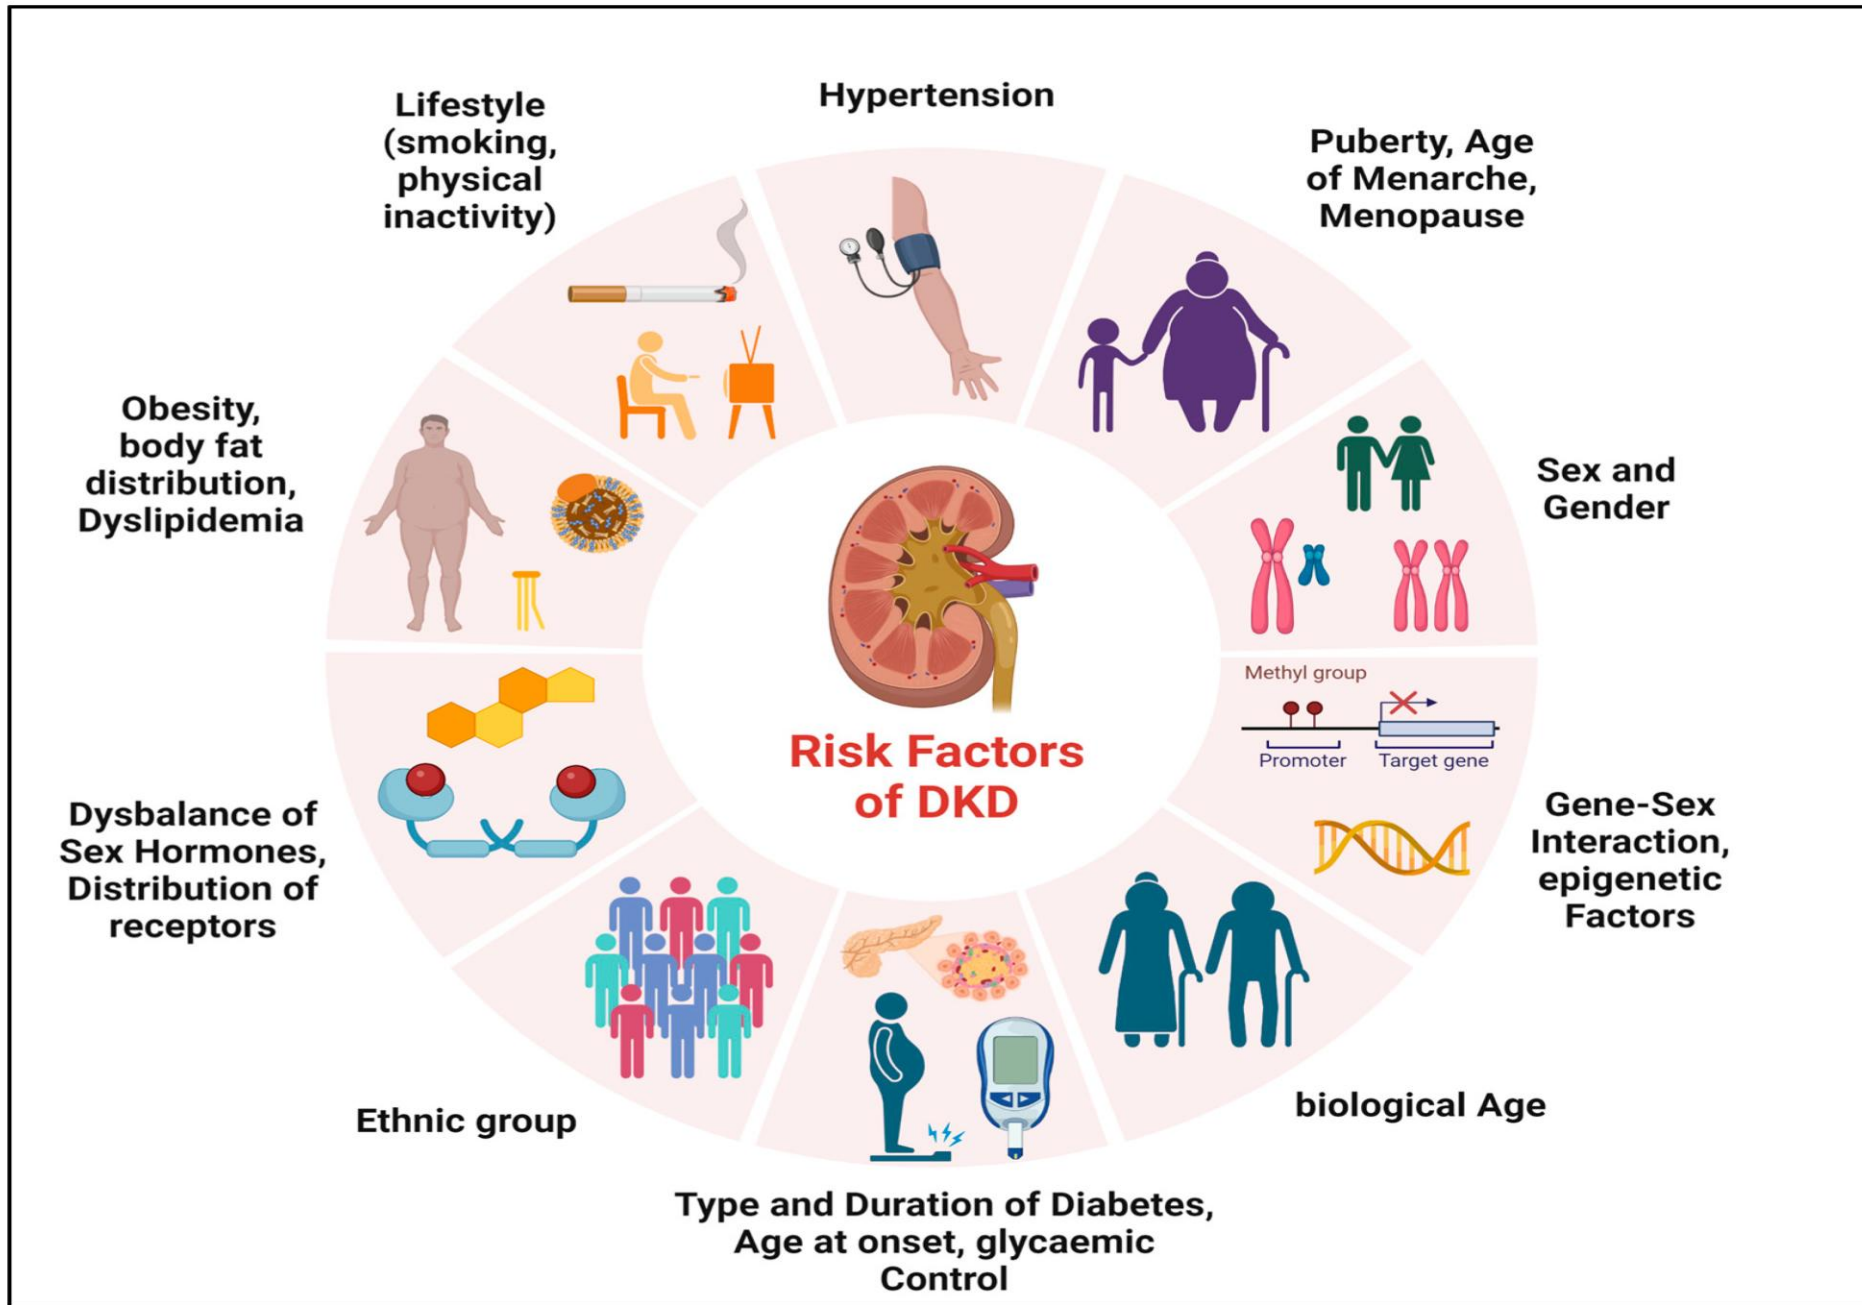 Hypertension
Lifestyle
(smoking,
physical
inactivity)
Puberty, Age
of Menarche,
Menopause
Obesity,
body fat
distribution,
Dyslipidemia
Sex and
Gender
Methyl group
Promoter
Target gene
Risk Factors
of DKD
Dysbalance of
Sex Hormones,
Distribution of
receptors
Gene-Sex
Interaction,
epigenetic
Factors
Ethnic group
biological Age
Type and Duration of Diabetes,
Age at onset, glycaemic
Control